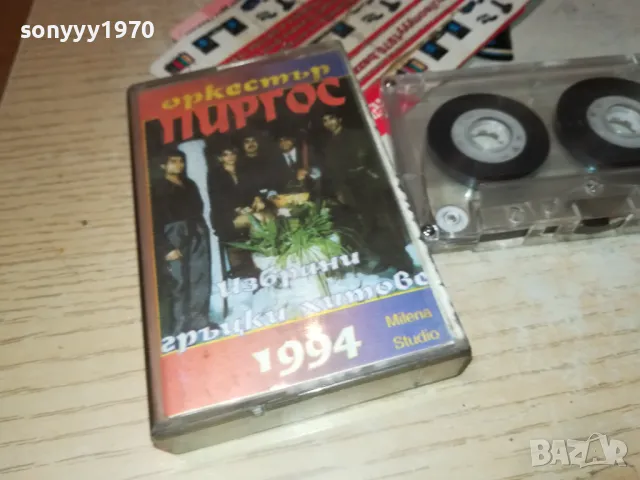 sonyyy1970
оркестър
ПИРГОС
Избрани
гръцки хитове
1994
Milena
Studio
BAZAR